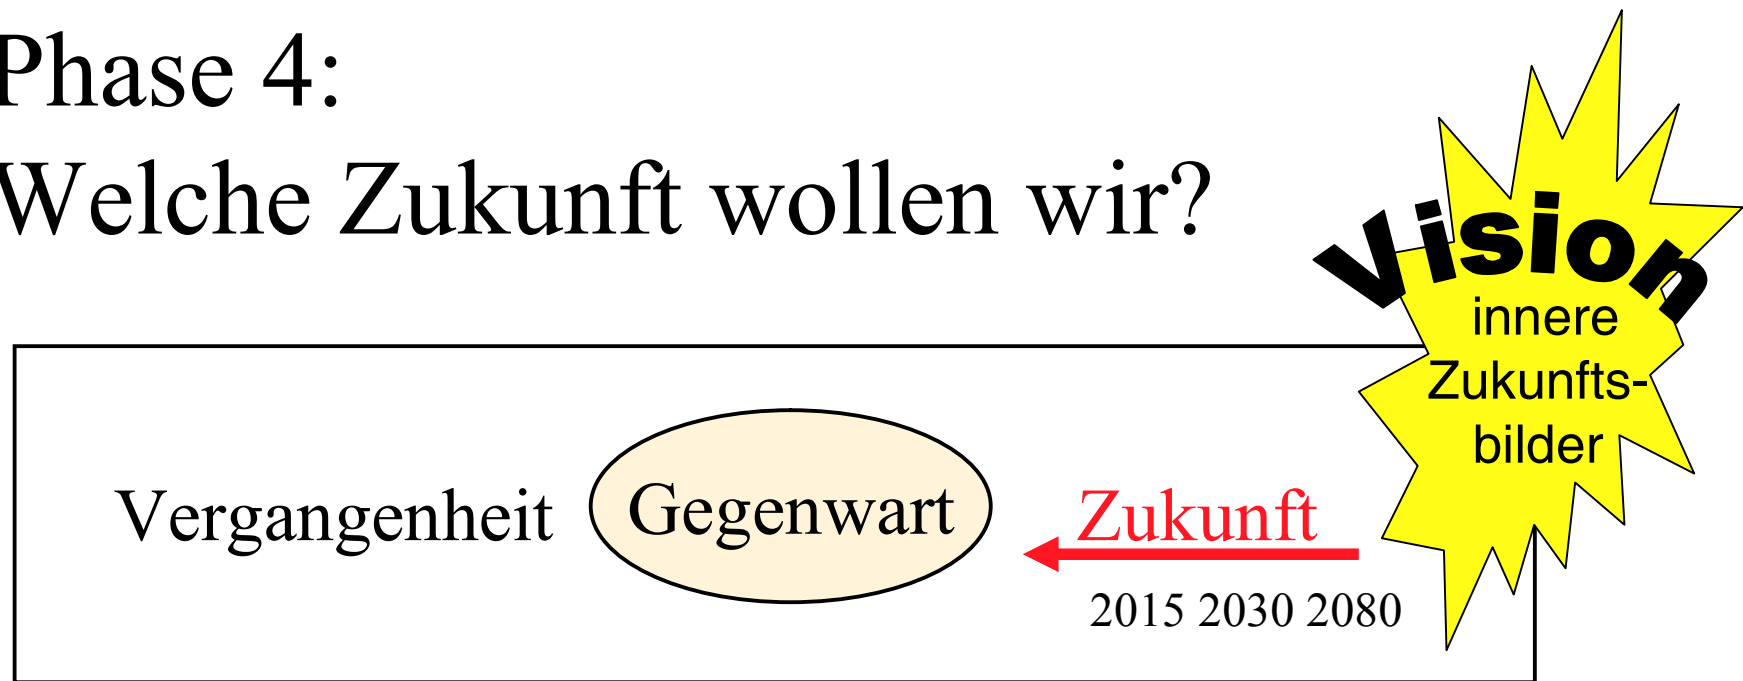 Phase 4:
Welche Zukunft wollen wir?
Vision
innere
Zukunfts-
bilder
Vergangenheit Gegenwart Zukunft
2015 2030 2080